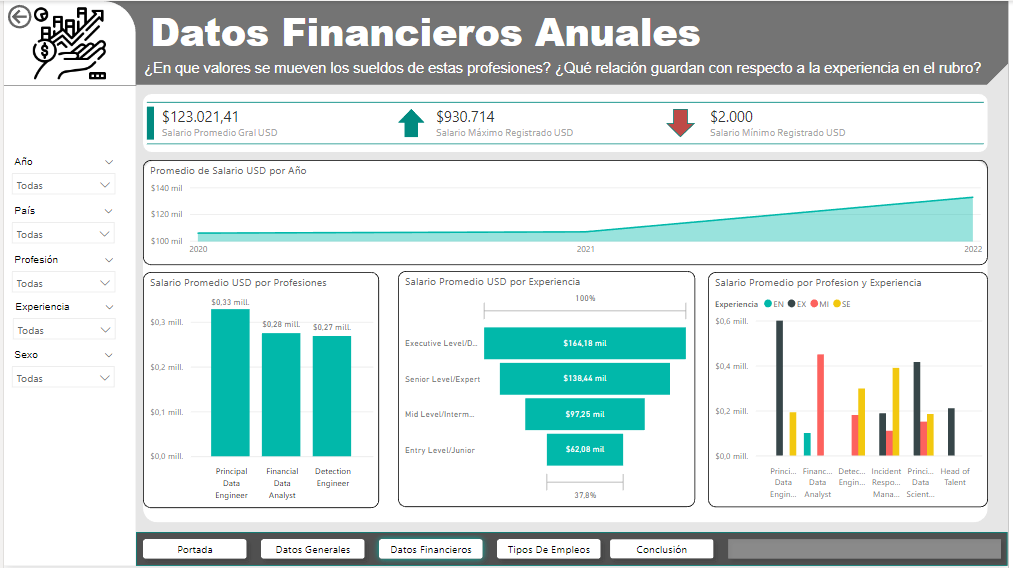 Datos Financieros Anuales
¿En que valores se mueven los sueldos de estas profesiones? ¿Qué relación guardan con respecto a la experiencia en el rubro?
$123.021,41
Salario Promedio Gral USD
$930.714
Salario Máximo Registrado USD
$2.000
Salario Mínimo Registrado USD
Año
Todas
País
Todas
Profesión
Todas
Experiencia
Todas
Sexo
Todas
Promedio de Salario USD por Año
$140 mil
$120 mil
$100 mil
2020
2021
2022
Salario Promedio USD por Profesiones
$0,33 mill.
$0,28 mill.
$0,27 mill.
$0,3 mill.
$0,2 mill.
$0,1 mill.
$0,0 mill.
Principal
Data
Engineer
Financial
Data
Analyst
Detection
Engineer
Salario Promedio USD por Experiencia
100%
Executive Level/D...
$164,18 mil
Senior Level/Expert
$138,44 mil
Mid Level/Interm...
$97,25 mil
Entry Level/Junior
$62,08 mil
37,8%
Salario Promedio por Profesion y Experiencia
Experiencia EN EX MI SE
$0,6 mill.
$0,4 mill.
$0,2 mill.
$0,0 mill.
Princi...
Data
Engin...
Financ...
Data
Analyst
Detec...
Engin...
Incident
Respo...
Mana...
Princi...
Data
Scient...
Head of
Talent
Portada
Datos Generales
Datos Financieros
Tipos De Empleos
Conclusión